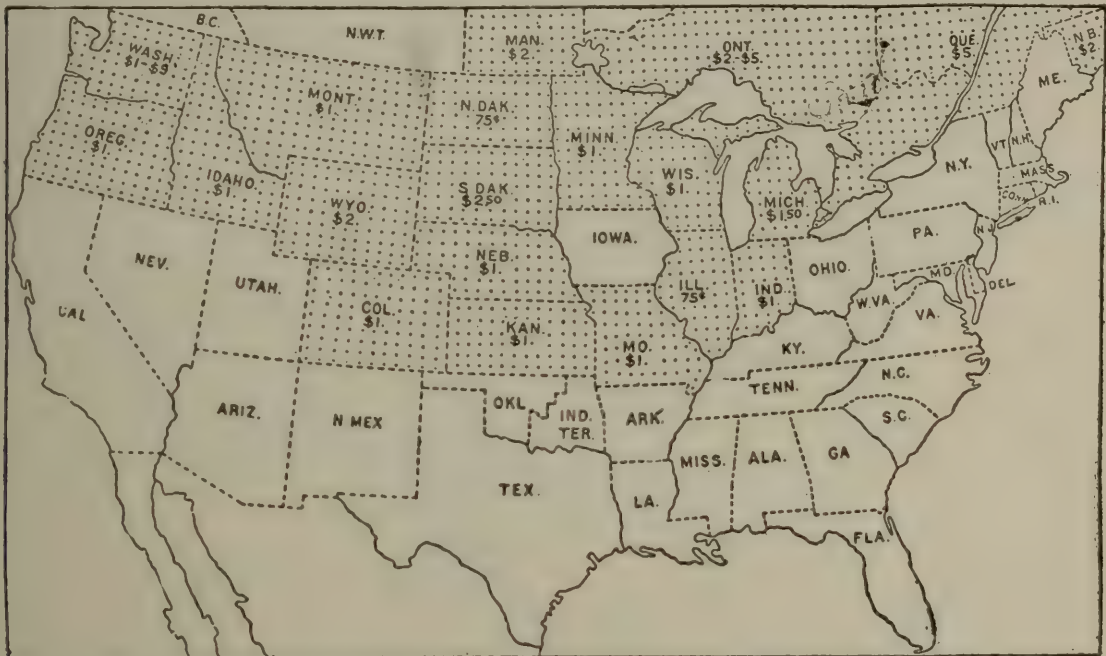 B.C.
N.W.T.
MAN.
$2.
ONT.
$2-$5.
QUE.
$5.
N.B.
$2
WASH.
$1-$9
MONT.
$1.
N.DAK.
75¢
MINN.
$1.
ME.
OREG.
$1.
IDAHO.
$1.
WYO.
$2.
S.DAK.
$2.50
WIS.
$1.
MICH.
$1.50
N.Y.
VT.
N.H.
MASS.
CONN.
R.I.
NEV.
UTAH.
COL.
$1.
NEB.
$1.
IOWA.
ILL.
75¢
IND.
$1.
OHIO.
PA.
N.J.
MD.
DEL.
CAL
KAN.
$1.
MO.
$1.
KY.
W.VA.
VA.
ARIZ.
N MEX
OKL.
IND.
TER.
ARK.
TENN.
N.C.
S.C.
TEX.
LA.
MISS.
ALA.
GA
FLA.